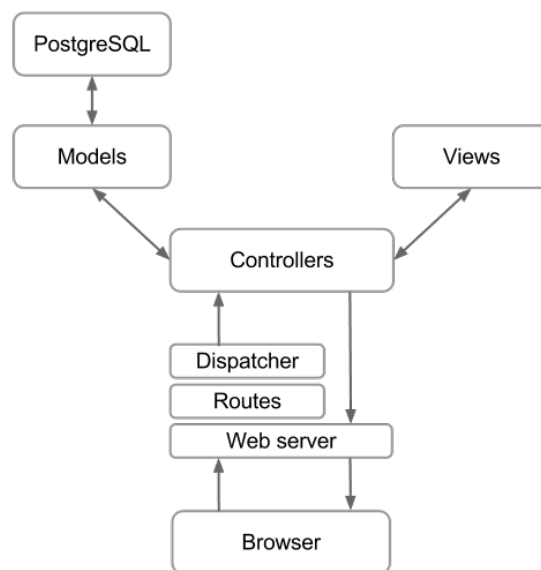 PostgreSQL
Models
Views
Controllers
Dispatcher
Routes
Web server
Browser